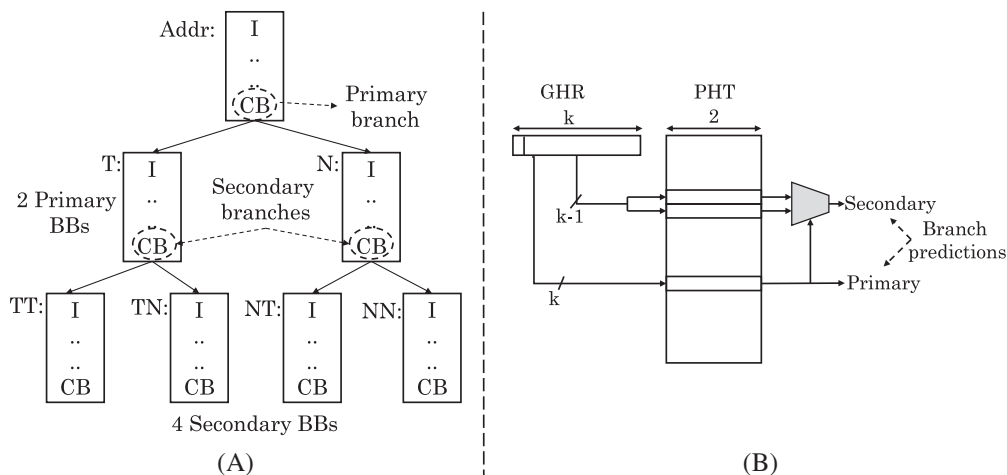 Addr:
I
..
..
CB
Primary
branch
T:
I
..
..
CB
2 Primary
BBs
Secondary
branches
N:
I
..
..
CB
TT:
I
..
..
CB
TN:
I
..
..
CB
NT:
I
..
..
CB
NN:
I
..
..
CB
4 Secondary BBs
(A)
GHR
k
PHT
2
k-1
k
Secondary
Branch
predictions
Primary
(B)